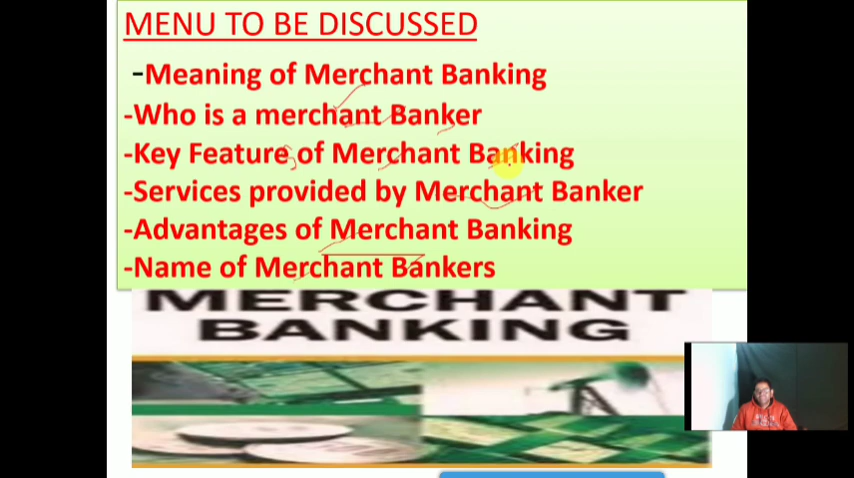 MENU TO BE DISCUSSED
-Meaning of Merchant Banking
-Who is a merchant Banker
-Key Features of Merchant Banking
-Services provided by Merchant Banker
-Advantages of Merchant Banking
-Name of Merchant Bankers
MERCHANT
BANKING